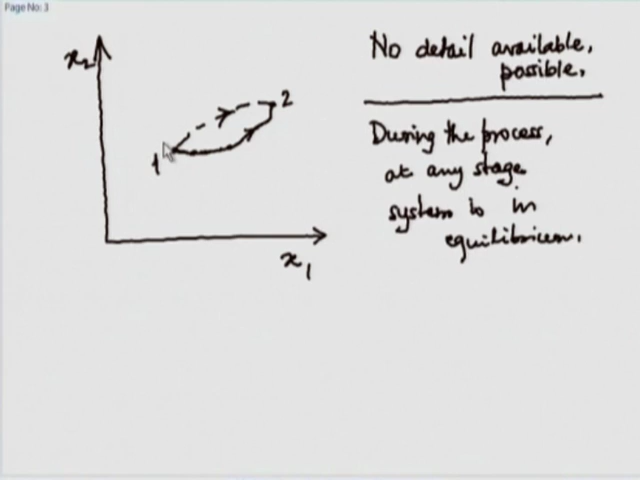 Page No: 3
x2
1
2
x1
No detail available,
possible.
During the process,
at any stage
system is in
equilibrium.